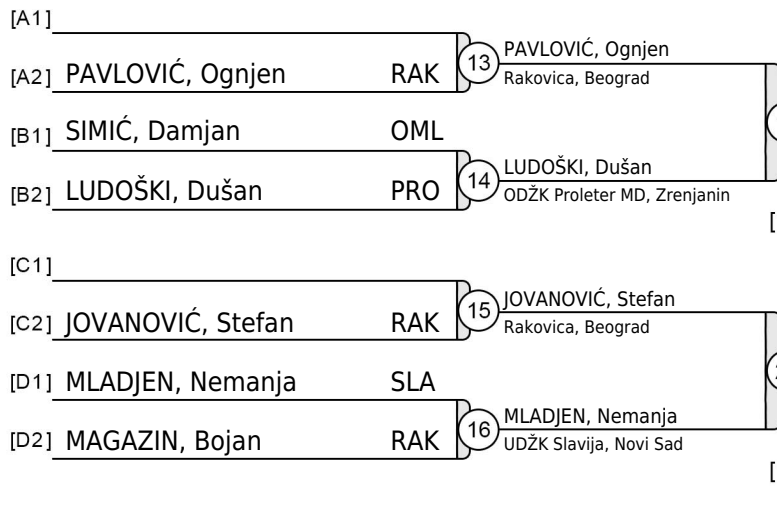 [A1]
[A2] PAVLOVIĆ, Ognjen RAK
13
PAVLOVIĆ, Ognjen
Rakovica, Beograd
[B1] SIMIĆ, Damjan OML
[B2] LUDOŠKI, Dušan PRO
14
LUDOŠKI, Dušan
ODŽK Proleter MD, Zrenjanin
[
[C1]
[C2] JOVANOVIĆ, Stefan RAK
15
JOVANOVIĆ, Stefan
Rakovica, Beograd
[D1] MLADJEN, Nemanja SLA
[D2] MAGAZIN, Bojan RAK
16
MLADJEN, Nemanja
UDŽK Slavija, Novi Sad
[